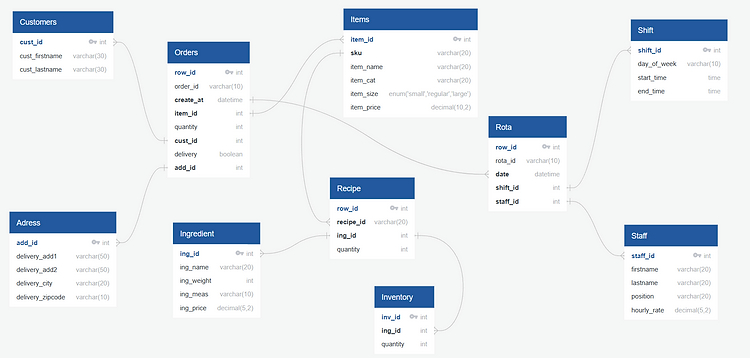 Customers
cust_id int
cust_firstname varchar(30)
cust_lastname varchar(30)
Orders
row_id int
order_id varchar(10)
create_at datetime
item_id int
quantity int
cust_id int
delivery boolean
add_id int
Items
item_id int
sku varchar(20)
item_name varchar(20)
item_cat varchar(20)
item_size enum('small','regular','large')
item_price decimal(10,2)
Shift
shift_id int
day_of_week varchar(10)
start_time time
end_time time
Rota
row_id int
rota_id varchar(10)
date datetime
shift_id int
staff_id int
Adress
add_id int
delivery_add1 varchar(50)
delivery_add2 varchar(50)
delivery_city varchar(20)
delivery_zipcode varchar(10)
Ingredient
ing_id int
ing_name varchar(20)
ing_weight int
ing_meas varchar(10)
ing_price decimal(5,2)
Recipe
row_id int
recipe_id varchar(20)
ing_id int
quantity int
Inventory
inv_id int
ing_id int
quantity int
Staff
staff_id int
firstname varchar(20)
lastname varchar(20)
position varchar(20)
hourly_rate decimal(5,2)